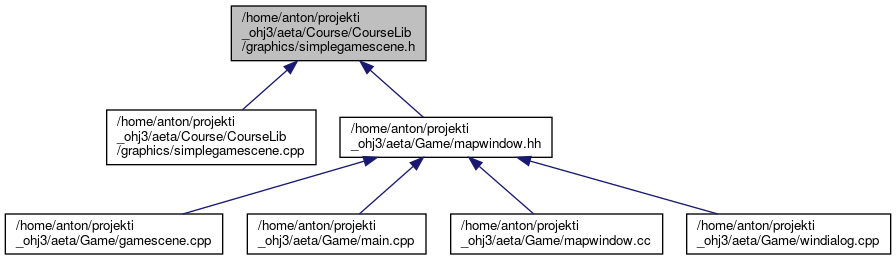 /home/anton/projekti
_ohj3/aeta/Course/CourseLib
/graphics/simplegamescene.h
/home/anton/projekti
_ohj3/aeta/Course/CourseLib
/graphics/simplegamescene.cpp
/home/anton/projekti
_ohj3/aeta/Game/mapwindow.hh
/home/anton/projekti
_ohj3/aeta/Game/gamescene.cpp
/home/anton/projekti
_ohj3/aeta/Game/main.cpp
/home/anton/projekti
_ohj3/aeta/Game/mapwindow.cc
/home/anton/projekti
_ohj3/aeta/Game/windialog.cpp